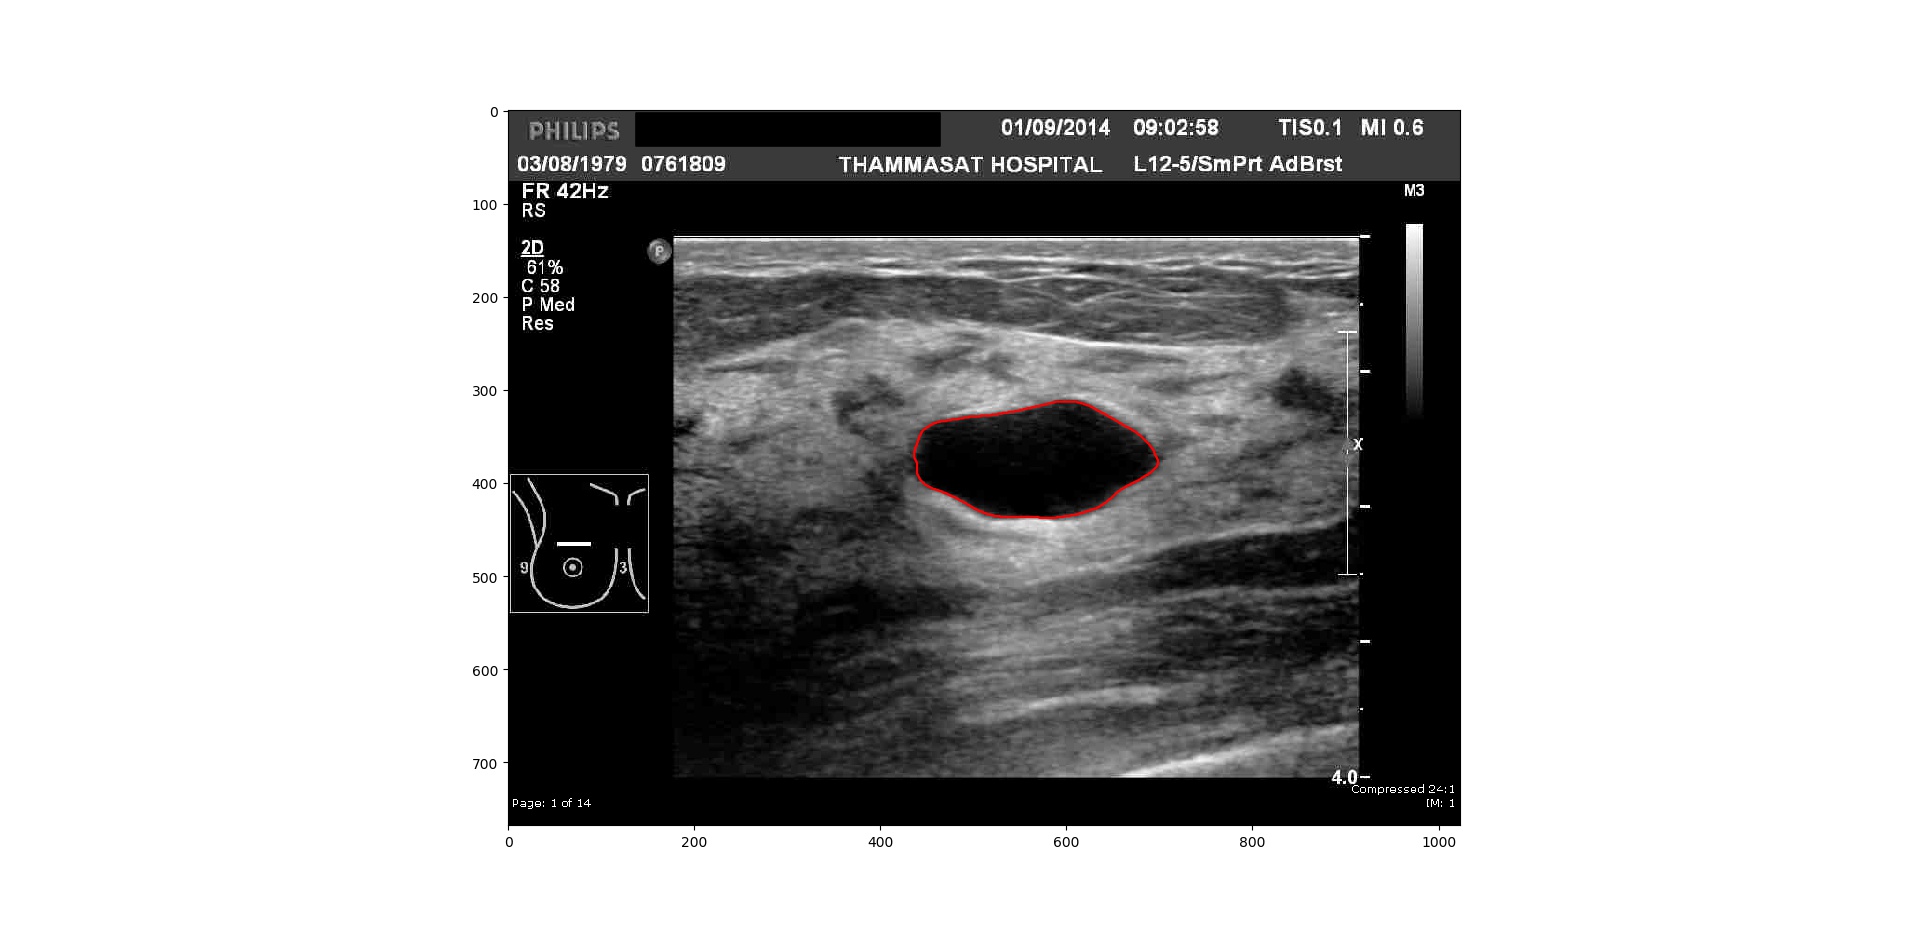 PHILIPS 01/09/2014 09:02:58 TIS0.1 MI 0.6
03/08/1979 0761809 THAMMASAT HOSPITAL L12-5/SmPrt AdBrst
FR 42Hz
RS
M3
2D
61%
C 58
P Med
Res
P
X
9 3
4.0
Compressed 24:1
Page: 1 of 14
IM: 1
0
100
200
300
400
500
600
700
0 200 400 600 800 1000